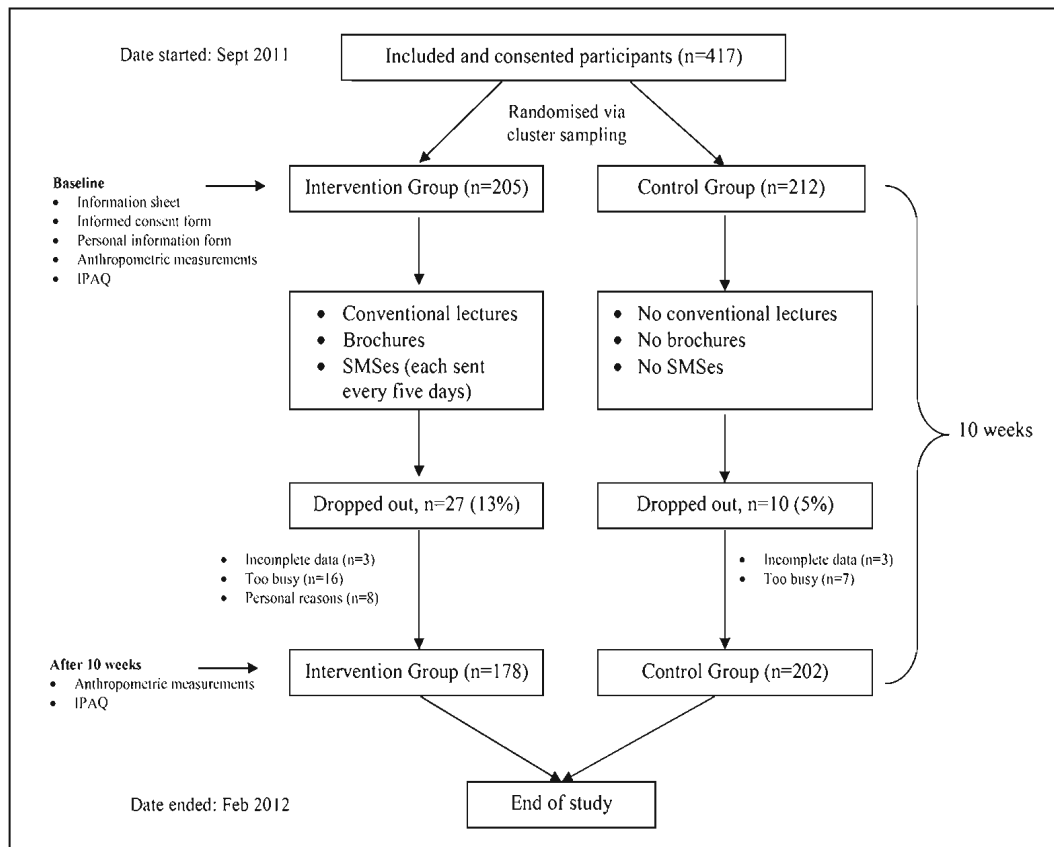 Date started: Sept 2011
Included and consented participants (n=417)
Randomised via
cluster sampling
Baseline
• Information sheet
• Informed consent form
• Personal information form
• Anthropometric measurements
• IPAQ
Intervention Group (n=205)
Control Group (n=212)
• Conventional lectures
• Brochures
• SMSes (each sent
every five days)
• No conventional lectures
• No brochures
• No SMSes
10 weeks
Dropped out, n=27 (13%)
Dropped out, n=10 (5%)
• Incomplete data (n=3)
• Too busy (n=16)
• Personal reasons (n=8)
• Incomplete data (n=3)
• Too busy (n=7)
After 10 weeks
• Anthropometric measurements
• IPAQ
Intervention Group (n=178)
Control Group (n=202)
Date ended: Feb 2012
End of study